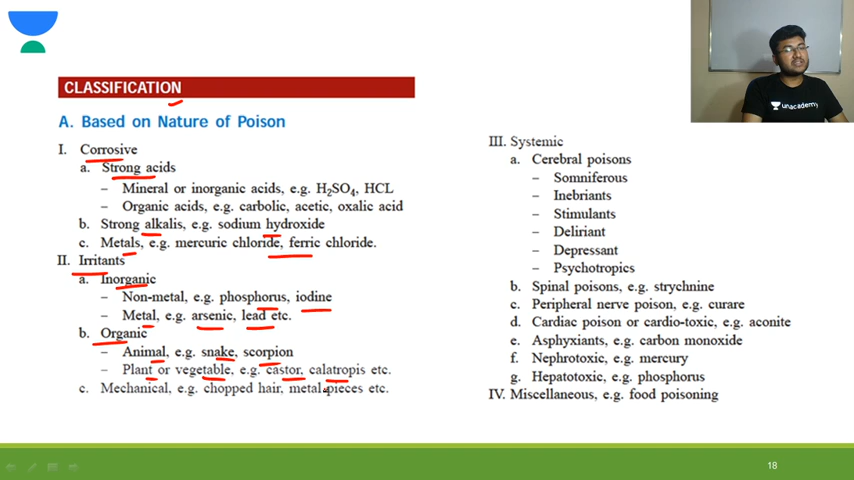 CLASSIFICATION
A. Based on Nature of Poison
I. Corrosive
a. Strong acids
– Mineral or inorganic acids, e.g. H₂SO₄, HCL
– Organic acids, e.g. carbolic, acetic, oxalic acid
b. Strong alkalis, e.g. sodium hydroxide
c. Metals, e.g. mercuric chloride, ferric chloride.
II. Irritants
a. Inorganic
– Non-metal, e.g. phosphorus, iodine
– Metal, e.g. arsenic, lead etc.
b. Organic
– Animal, e.g. snake, scorpion
– Plant or vegetable, e.g. castor, calatropis etc.
c. Mechanical, e.g. chopped hair, metal pieces etc.
III. Systemic
a. Cerebral poisons
– Somniferous
– Inebriants
– Stimulants
– Deliriant
– Depressant
– Psychotropics
b. Spinal poisons, e.g. strychnine
c. Peripheral nerve poison, e.g. curare
d. Cardiac poison or cardio-toxic, e.g. aconite
e. Asphyxiants, e.g. carbon monoxide
f. Nephrotoxic, e.g. mercury
g. Hepatotoxic, e.g. phosphorus
IV. Miscellaneous, e.g. food poisoning
unacademy
18